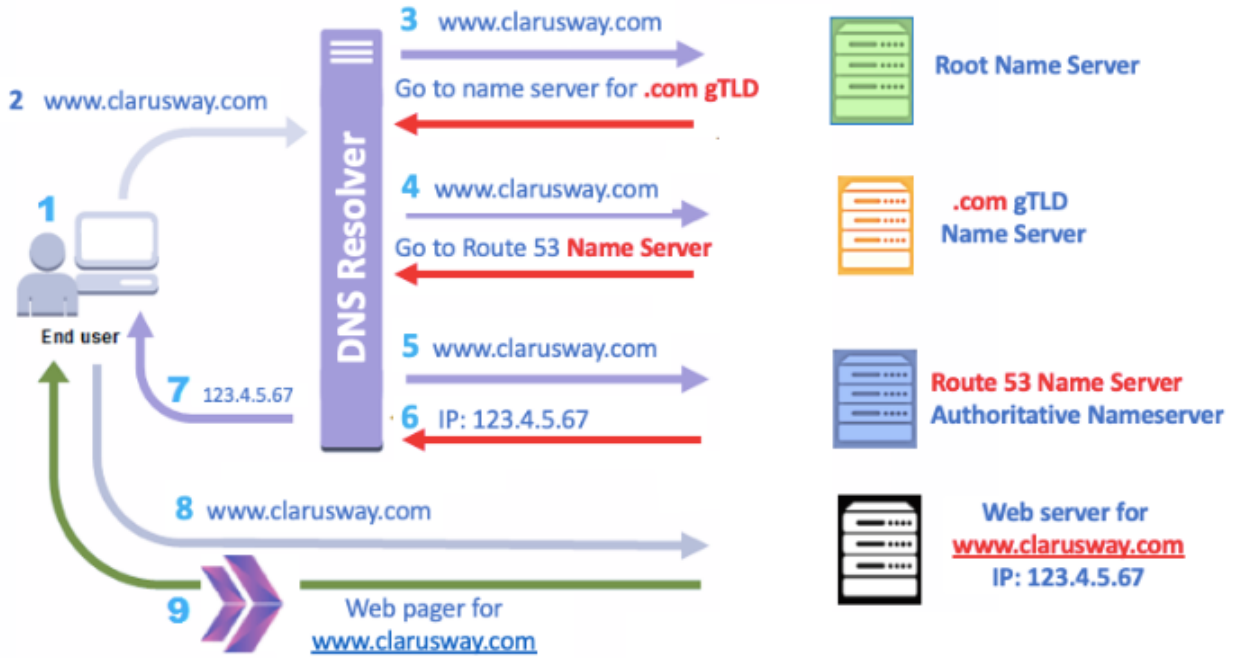 3 www.clarusway.com
Root Name Server
2 www.clarusway.com
Go to name server for .com gTLD
DNS Resolver
4 www.clarusway.com
.com gTLD
Name Server
1
Go to Route 53 Name Server
End user
5 www.clarusway.com
Route 53 Name Server
Authoritative Nameserver
7 123.4.5.67
6 IP: 123.4.5.67
8 www.clarusway.com
Web server for
www.clarusway.com
IP: 123.4.5.67
9
Web pager for
www.clarusway.com